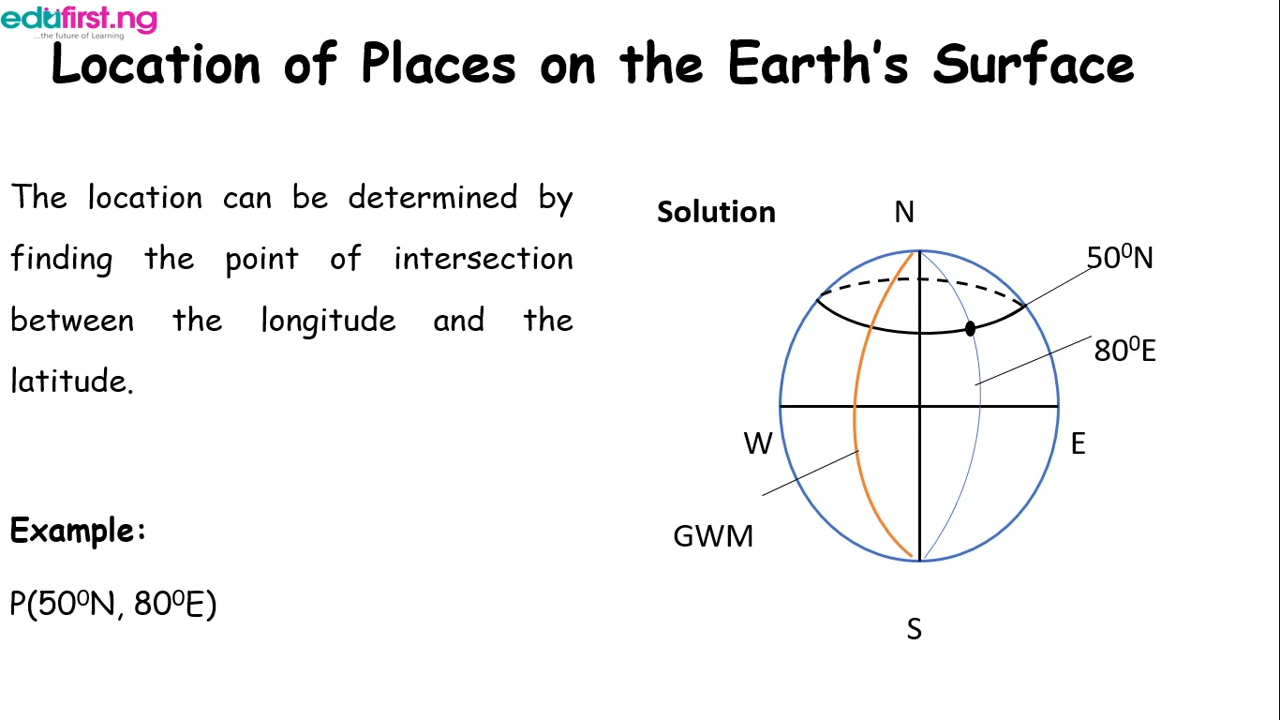 edufirst.ng
...the future of Learning
Location of Places on the Earth's Surface
The location can be determined by
finding the point of intersection
between the longitude and the
latitude.
Example:
P(50⁰N, 80⁰E)
Solution
N
50⁰N
80⁰E
W
E
GWM
S